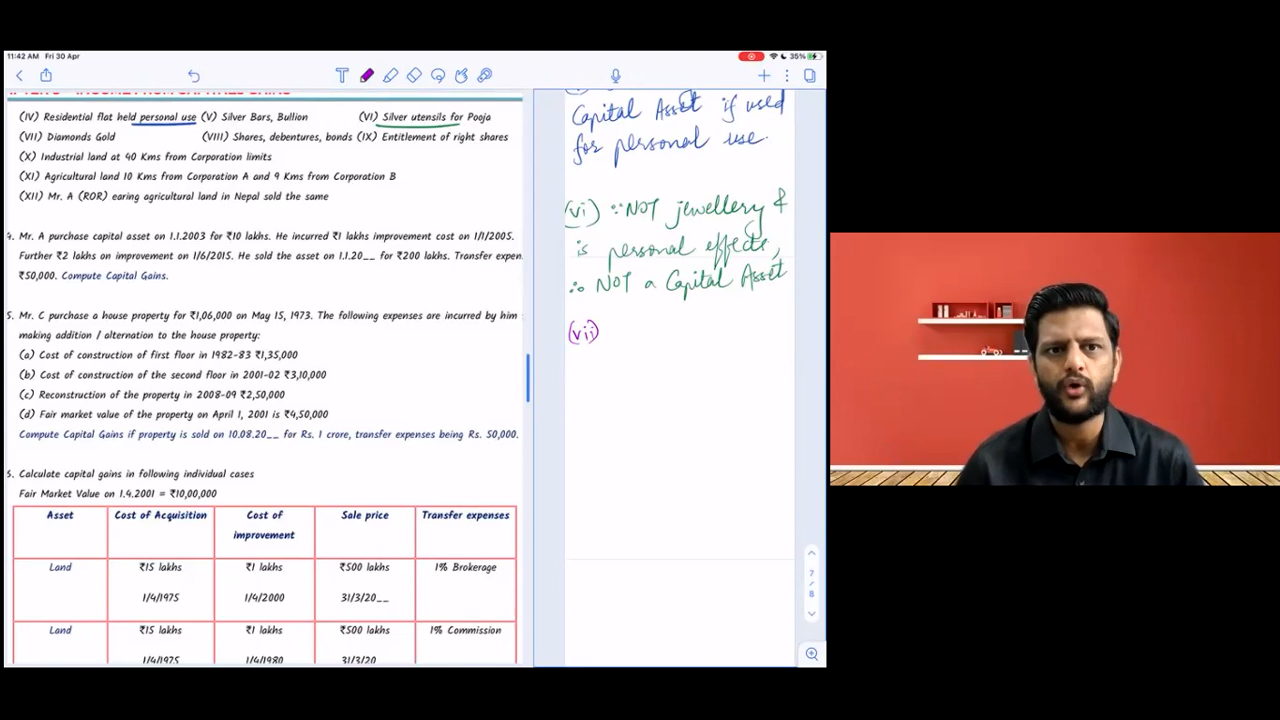 11:42 AM Fri 30 Apr
35%
(IV) Residential flat held personal use (V) Silver Bars, Bullion (VI) Silver utensils for Pooja
(VII) Diamonds Gold (VIII) Shares, debentures, bonds (IX) Entitlement of right shares
(X) Industrial land at 40 Kms from Corporation limits
(XI) Agricultural land 10 Kms from Corporation A and 9 Kms from Corporation B
(XII) Mr. A (ROR) earing agricultural land in Nepal sold the same
4. Mr. A purchase capital asset on 1.1.2003 for ₹10 lakhs. He incurred ₹1 lakhs improvement cost on 1/1/2005.
Further ₹2 lakhs on improvement on 1/6/2015. He sold the asset on 1.1.20__ for ₹200 lakhs. Transfer expen
₹50,000. Compute Capital Gains.
5. Mr. C purchase a house property for ₹1,06,000 on May 15, 1973. The following expenses are incurred by him
making addition / alternation to the house property:
(a) Cost of construction of first floor in 1982-83 ₹1,35,000
(b) Cost of construction of the second floor in 2001-02 ₹3,10,000
(c) Reconstruction of the property in 2008-09 ₹2,50,000
(d) Fair market value of the property on April 1, 2001 is ₹4,50,000
Compute Capital Gains if property is sold on 10.08.20__ for Rs. 1 crore, transfer expenses being Rs. 50,000.
6. Calculate capital gains in following individual cases
Fair Market Value on 1.4.2001 = ₹10,00,000
Asset Cost of Acquisition Cost of improvement Sale price Transfer expenses
Land ₹15 lakhs ₹1 lakhs ₹500 lakhs 1% Brokerage
1/4/1975 1/4/2000 31/3/20__
Land ₹15 lakhs ₹1 lakhs ₹500 lakhs 1% Commission
1/4/1975 1/4/1980 31/3/20
Capital Asset if used
for personal use.
(vi) ∵ NOT jewellery &
is personal effects,
∴ NOT a Capital Asset
(vii)
7
/
8